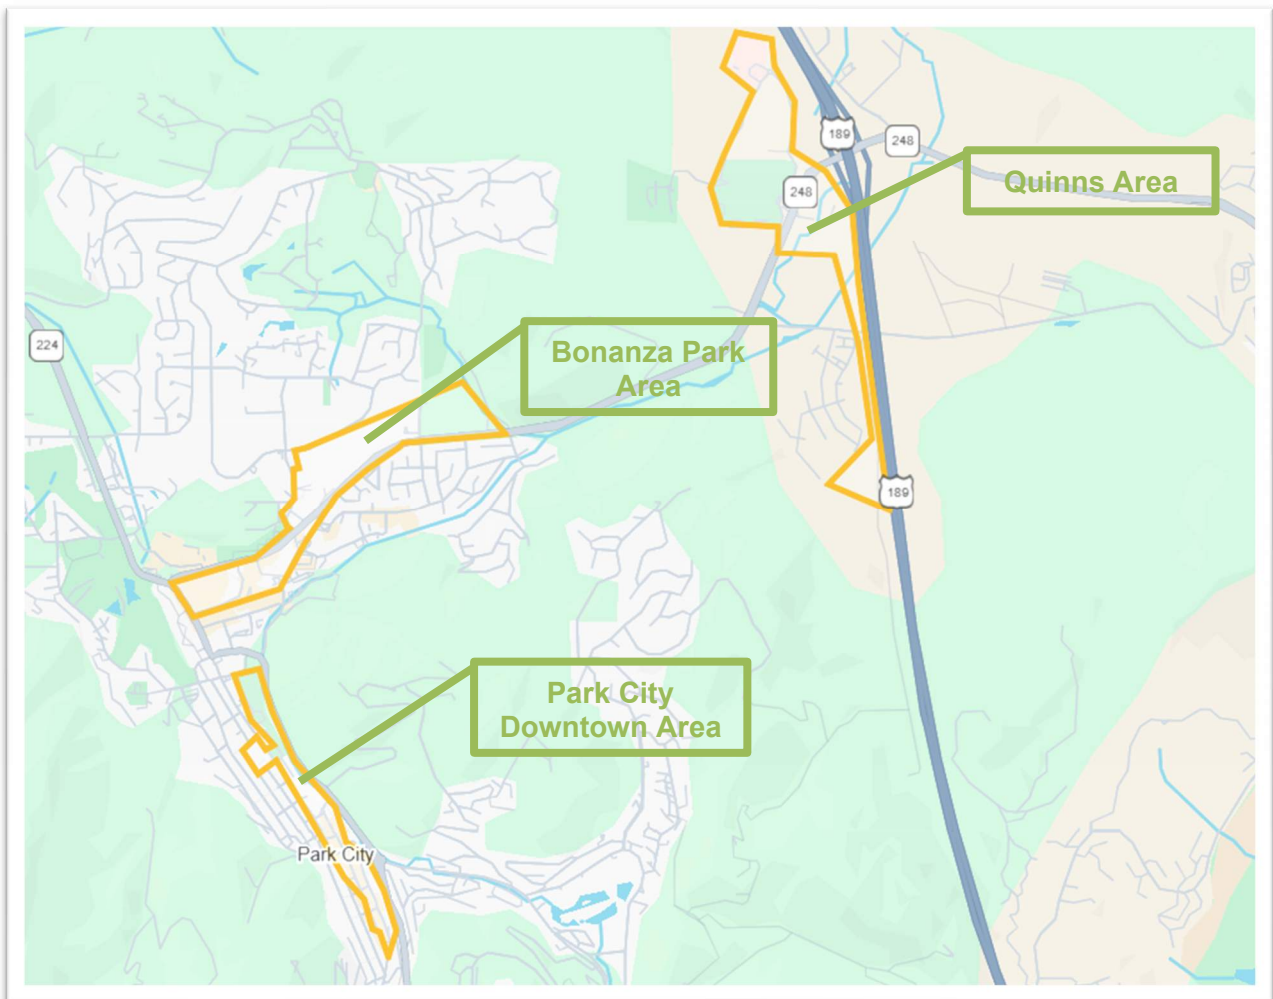 189
248
Quinns Area
248
224
Bonanza Park
Area
189
Park City
Downtown Area
Park City